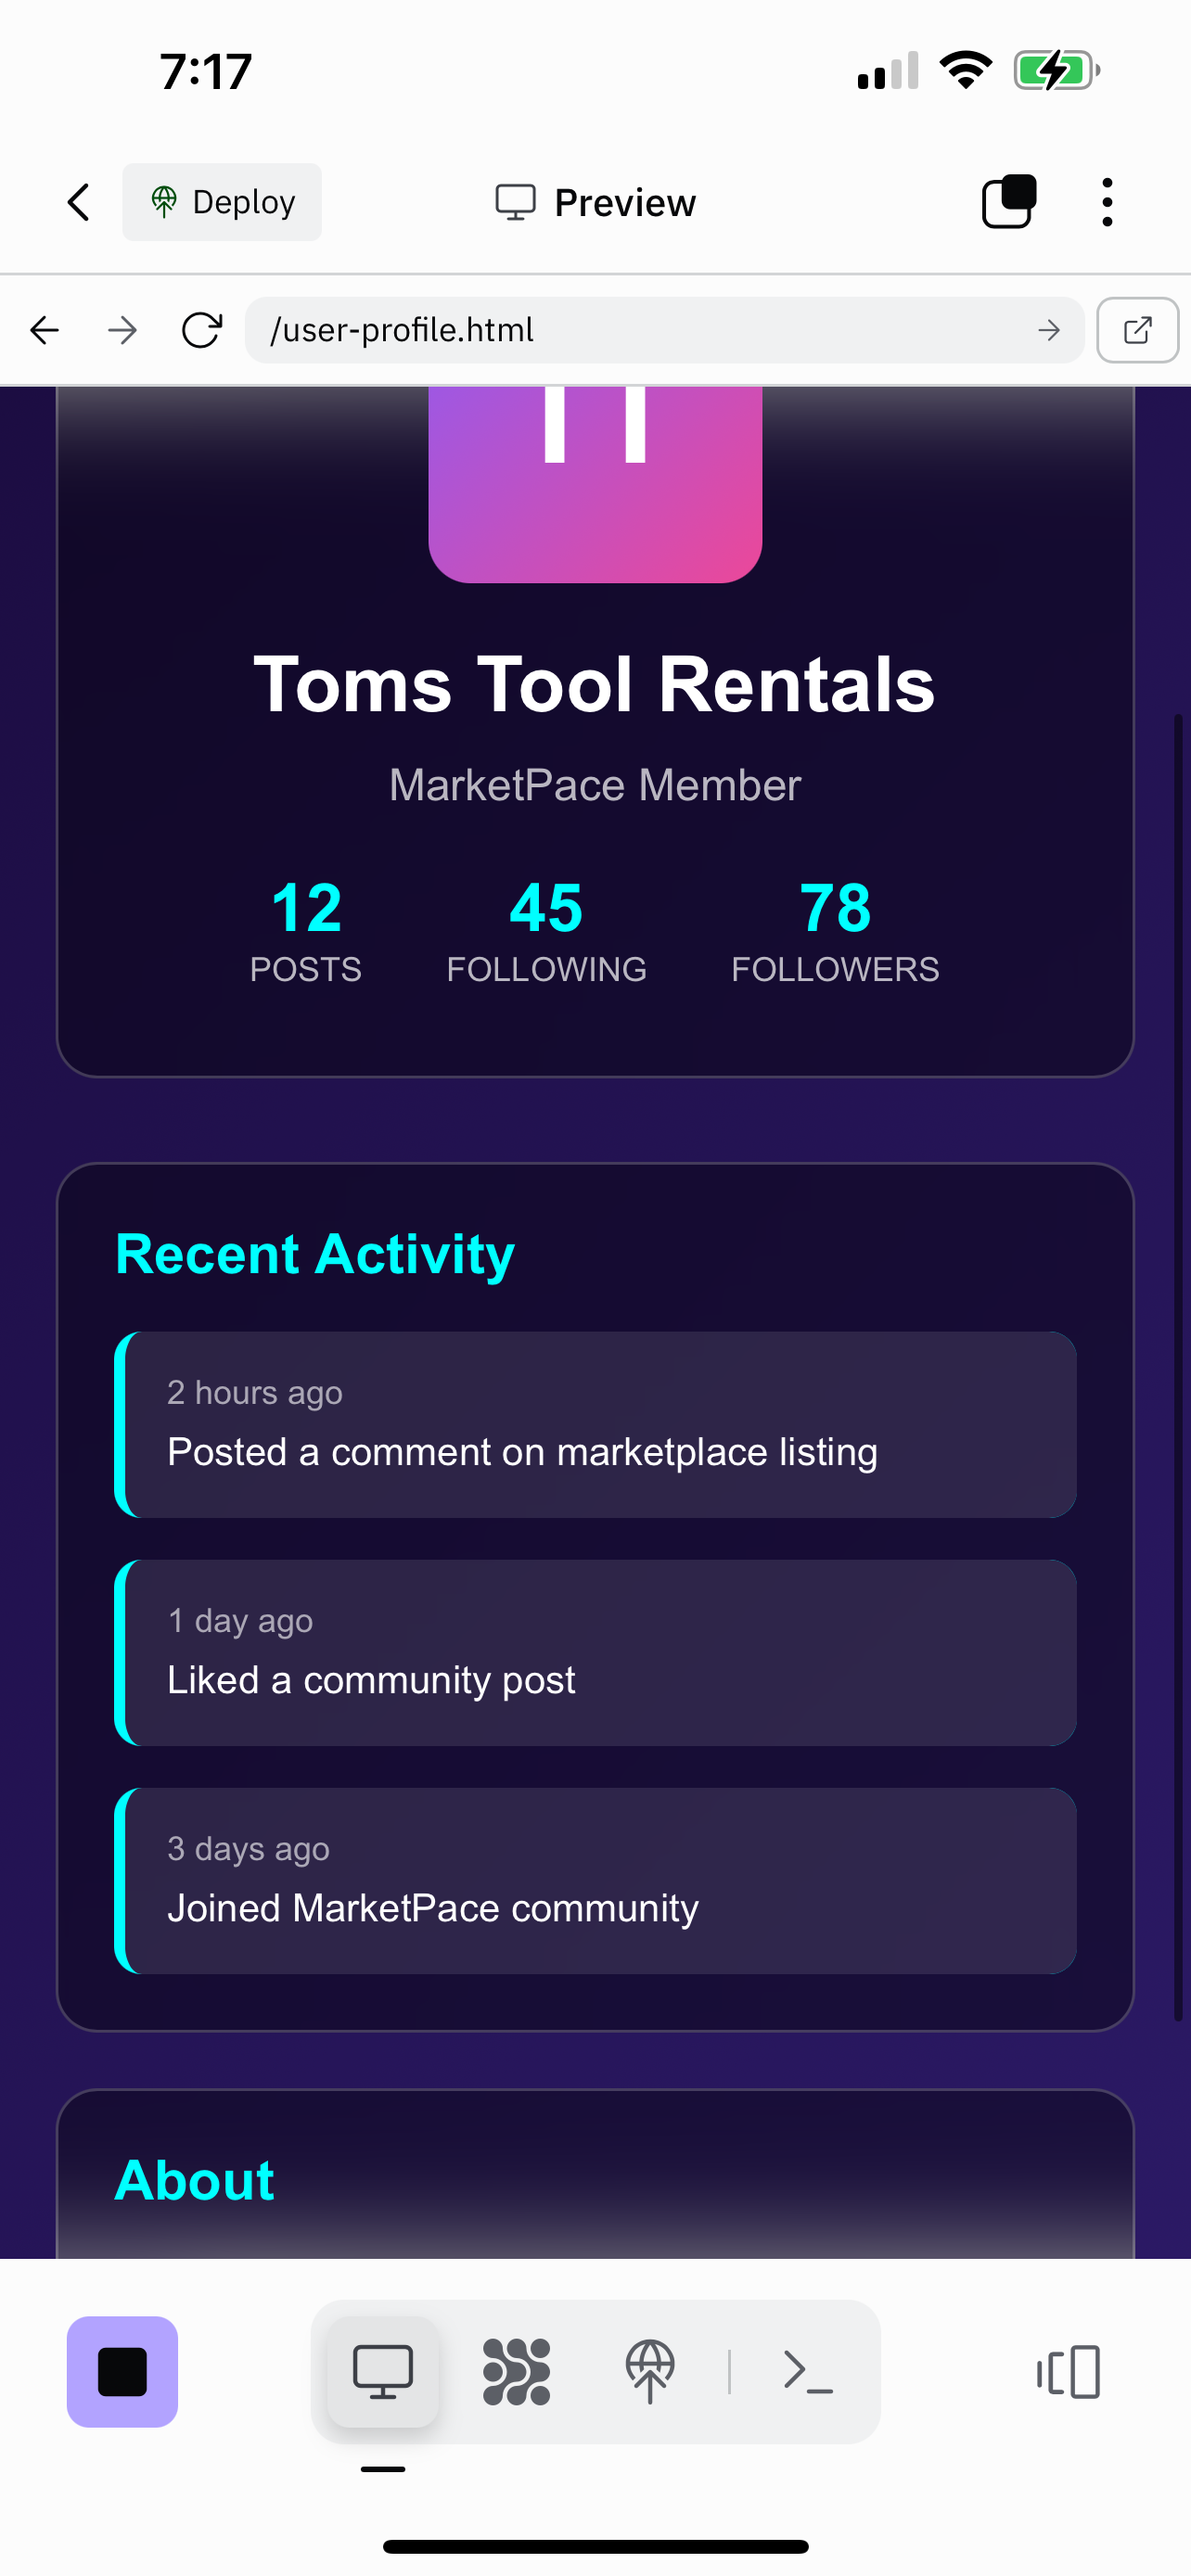 7:17
Deploy
Preview
/user-profile.html
Toms Tool Rentals
MarketPace Member
12
45
78
POSTS
FOLLOWING
FOLLOWERS
Recent Activity
2 hours ago
Posted a comment on marketplace listing
1 day ago
Liked a community post
3 days ago
Joined MarketPace community
About